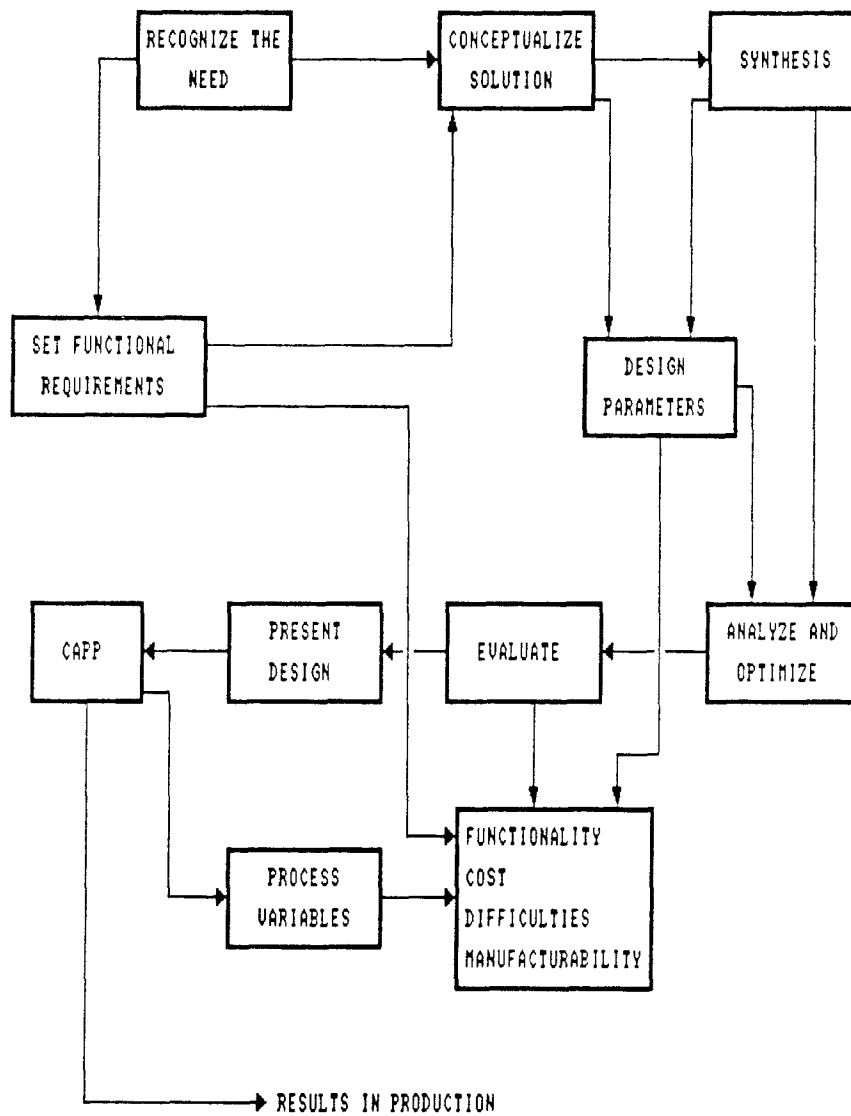 RECOGNIZE THE
NEED
CONCEPTUALIZE
SOLUTION
SYNTHESIS
SET FUNCTIONAL
REQUIREMENTS
DESIGN
PARAMETERS
CAPP
PRESENT
DESIGN
EVALUATE
ANALYZE AND
OPTIMIZE
PROCESS
VARIABLES
FUNCTIONALITY
COST
DIFFICULTIES
MANUFACTURABILITY
RESULTS IN PRODUCTION